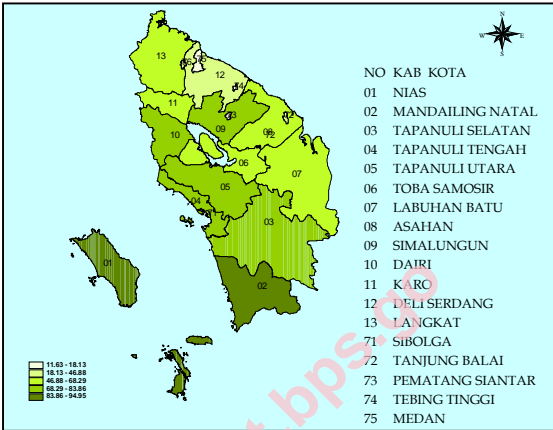 N
W E
S
NO KAB KOTA
01 NIAS
02 MANDAILING NATAL
03 TAPANULI SELATAN
04 TAPANULI TENGAH
05 TAPANULI UTARA
06 TOBA SAMOSIR
07 LABUHAN BATU
08 ASAHAN
09 SIMALUNGUN
10 DAIRI
11 KARO
12 DELI SERDANG
13 LANGKAT
71 SIBOLGA
72 TANJUNG BALAI
73 PEMATANG SIANTAR
74 TEBING TINGGI
75 MEDAN
13
75
12
74
11
73
72
10
09
06
07
05
04
03
01
02
11.63 - 18.13
18.13 - 46.88
46.88 - 68.29
68.29 - 83.86
83.86 - 94.95
t.bps.go